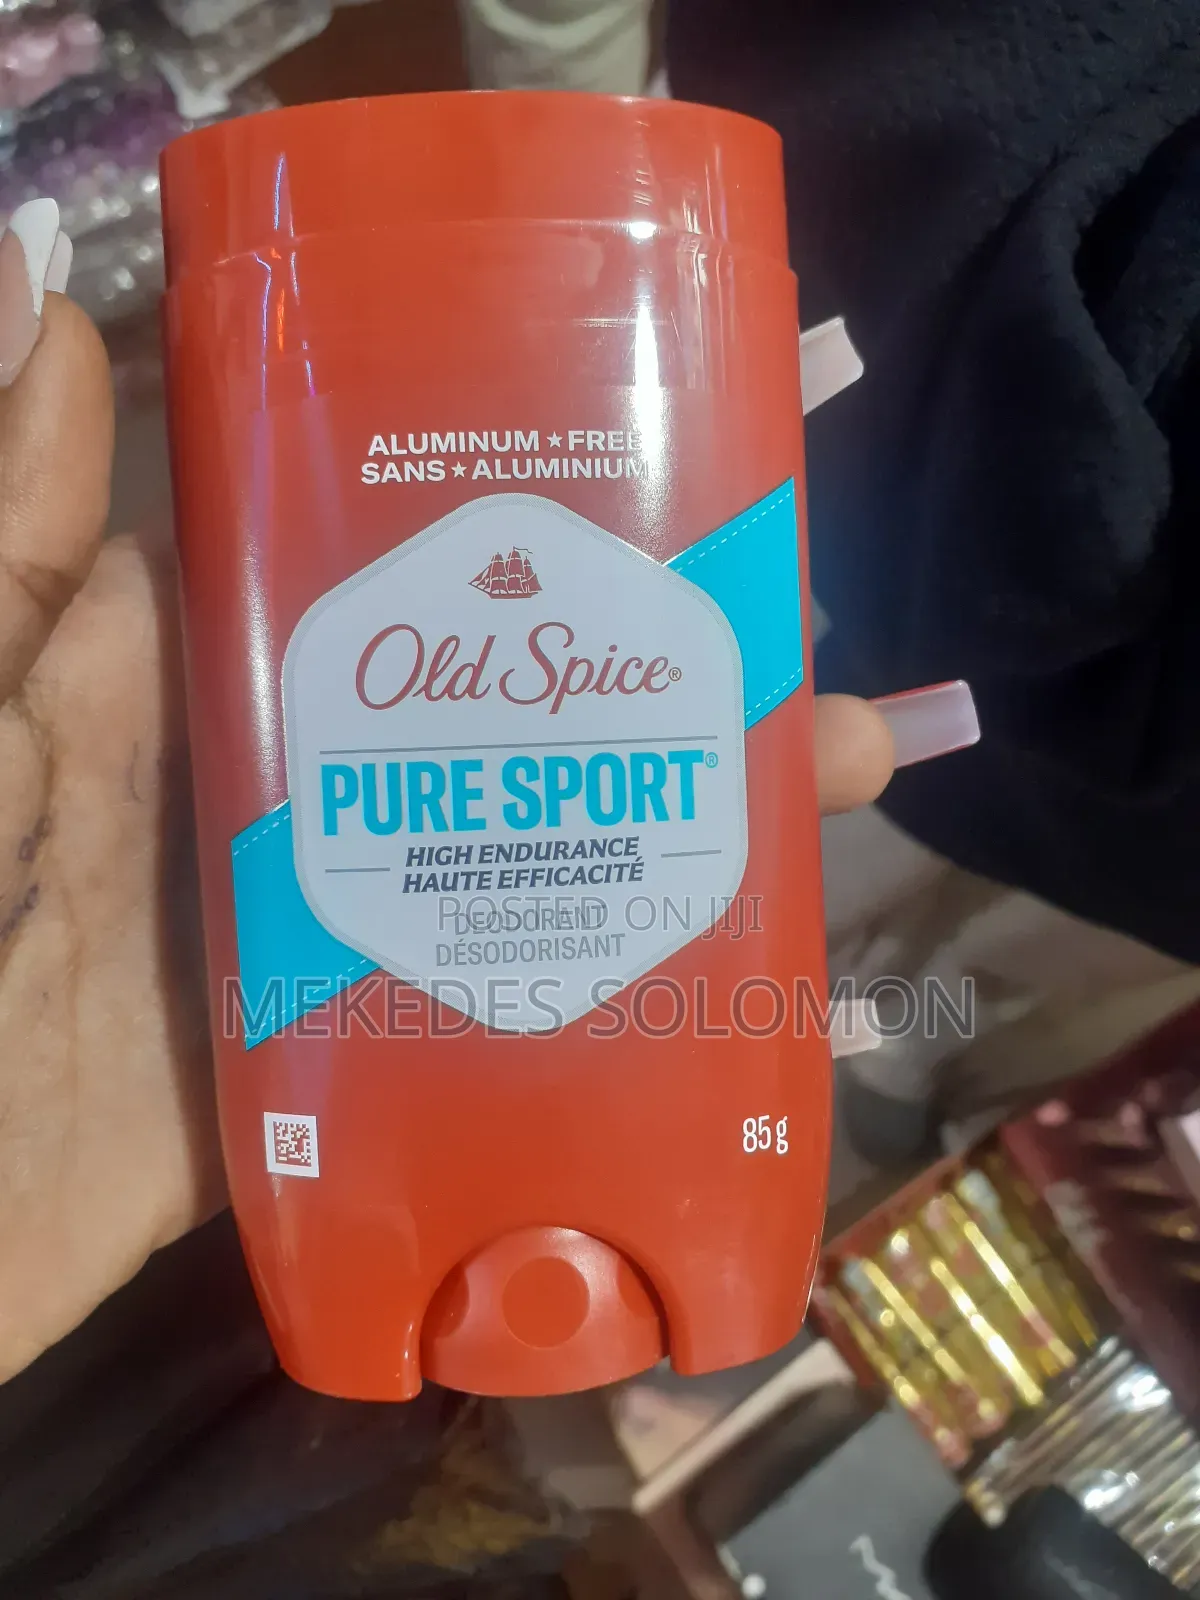 ALUMINUM ★ FREE
SANS ★ ALUMINIUM
Old Spice®
PURE SPORT®
HIGH ENDURANCE
HAUTE EFFICACITÉ
DEODORANT
POSTED ON JIJI
DÉSODORISANT
MEKEDES SOLOMON
85 g